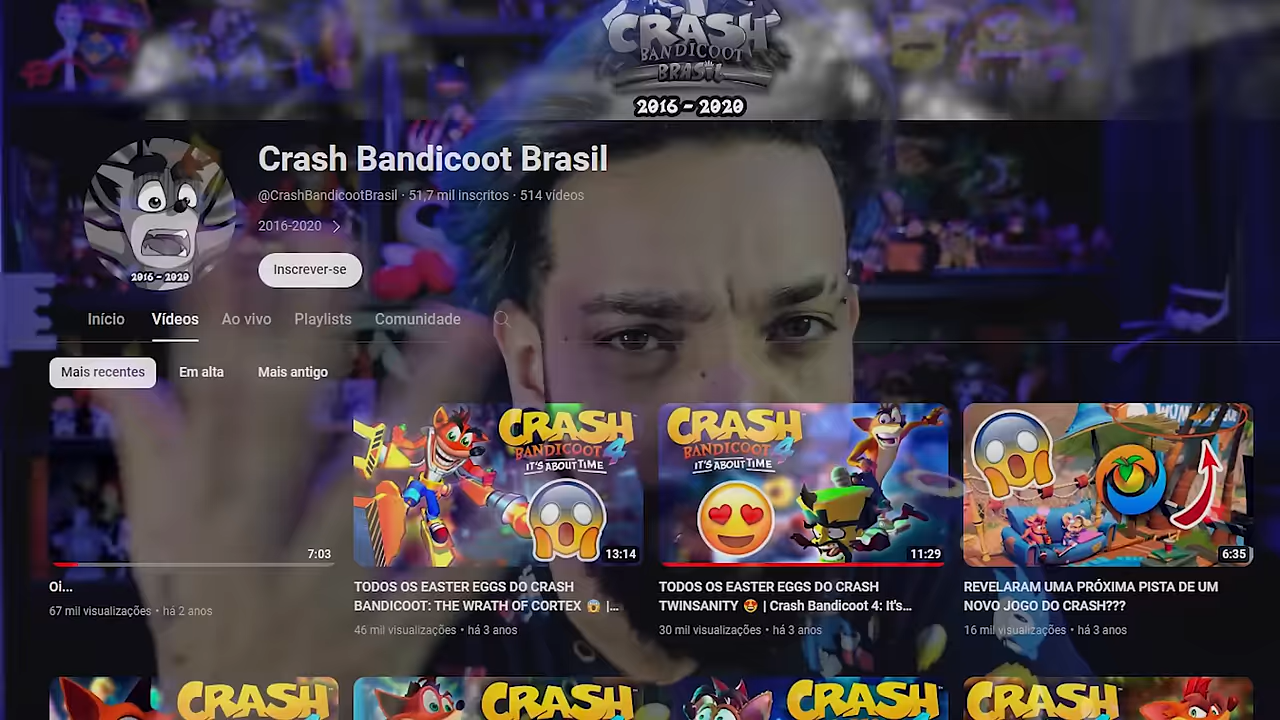 CRASH
BANDICOOT
BRASIL
2016 - 2020
Crash Bandicoot Brasil
@CrashBandicootBrasil · 51,7 mil inscritos · 514 vídeos
2016-2020
2016 - 2020
Inscrever-se
Início Vídeos Ao vivo Playlists Comunidade
Mais recentes Em alta Mais antigo
CRASH
BANDICOOT 4
IT'S ABOUT TIME
CRASH
BANDICOOT 4
IT'S ABOUT TIME
7:03
13:14
11:29
6:35
Oi...
67 mil visualizações • há 2 anos
TODOS OS EASTER EGGS DO CRASH
BANDICOOT: THE WRATH OF CORTEX 😱 |...
46 mil visualizações • há 3 anos
TODOS OS EASTER EGGS DO CRASH
TWINSANITY 😍 | Crash Bandicoot 4: It's...
30 mil visualizações • há 3 anos
REVELARAM UMA PRÓXIMA PISTA DE UM
NOVO JOGO DO CRASH???
16 mil visualizações • há 3 anos
CRASH
CRASH
CRASH
CRASH